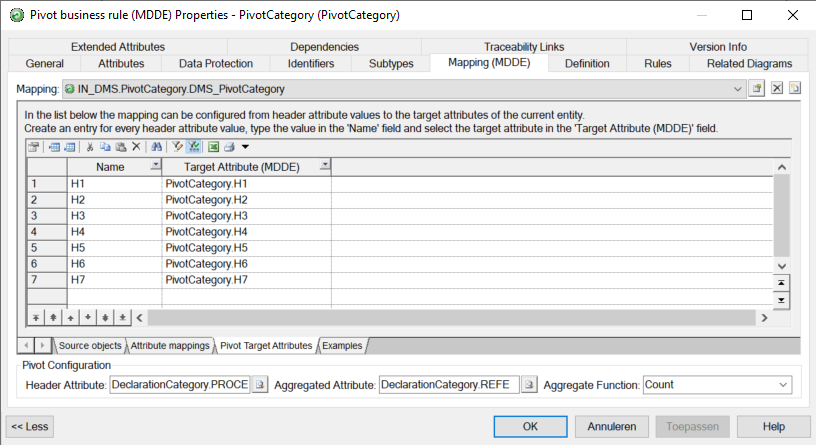 Pivot business rule (MDDE) Properties - PivotCategory (PivotCategory)
Extended Attributes Dependencies Traceability Links Version Info
General Attributes Data Protection Identifiers Subtypes Mapping (MDDE) Definition Rules Related Diagrams
Mapping: IN_DMS.PivotCategory.DMS_PivotCategory
In the list below the mapping can be configured from header attribute values to the target attributes of the current entity.
Create an entry for every header attribute value, type the value in the 'Name' field and select the target attribute in the 'Target Attribute (MDDE)' field.
Name Target Attribute (MDDE)
1 H1 PivotCategory.H1
2 H2 PivotCategory.H2
3 H3 PivotCategory.H3
4 H4 PivotCategory.H4
5 H5 PivotCategory.H5
6 H6 PivotCategory.H6
7 H7 PivotCategory.H7
Source objects Attribute mappings Pivot Target Attributes Examples
Pivot Configuration
Header Attribute: DeclarationCategory.PROCE Aggregated Attribute: DeclarationCategory.REFE Aggregate Function: Count
<< Less OK Annuleren Toepassen Help